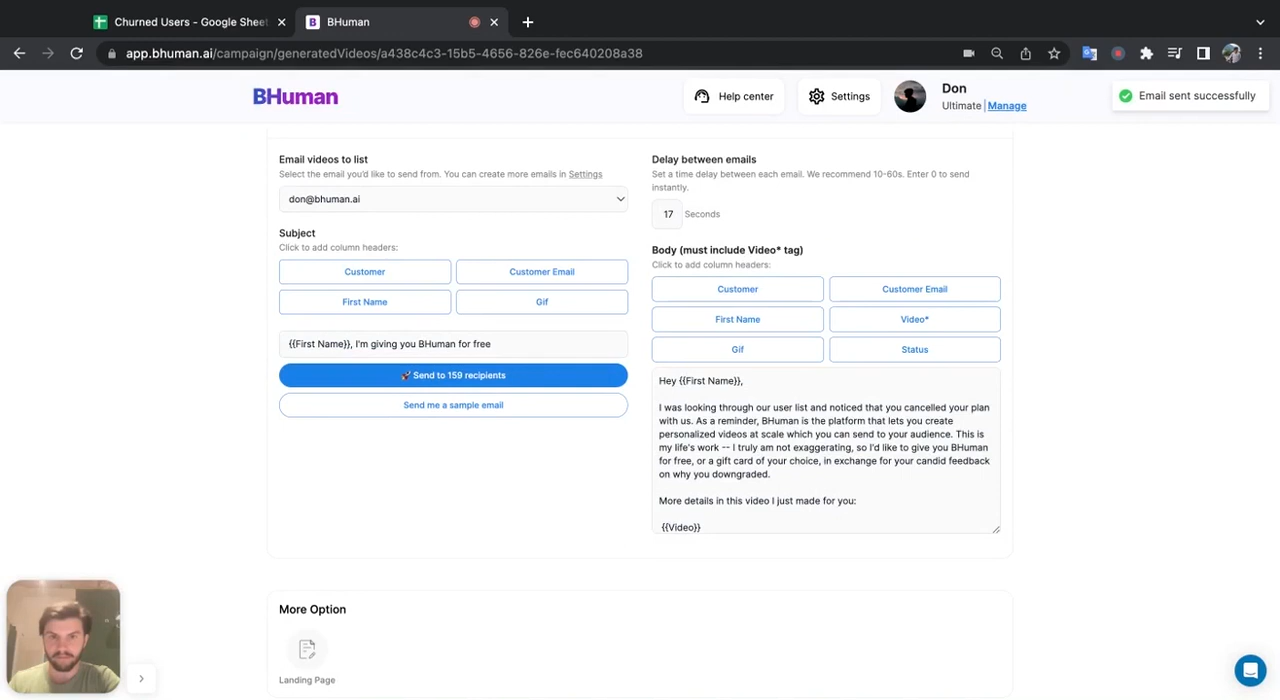 Churned Users - Google Sheet
BHuman
app.bhuman.ai/campaign/generatedVideos/a438c4c3-15b5-4656-826e-fec640208a38
BHuman
Help center
Settings
Don
Ultimate | Manage
Email sent successfully
Email videos to list
Select the email you'd like to send from. You can create more emails in Settings
don@bhuman.ai
Subject
Click to add column headers:
Customer
Customer Email
First Name
Gif
{{First Name}}, I'm giving you BHuman for free
🚀 Send to 159 recipients
Send me a sample email
Delay between emails
Set a time delay between each email. We recommend 10-60s. Enter 0 to send
instantly.
17 Seconds
Body (must include Video* tag)
Click to add column headers:
Customer
Customer Email
First Name
Video*
Gif
Status
Hey {{First Name}},
I was looking through our user list and noticed that you cancelled your plan
with us. As a reminder, BHuman is the platform that lets you create
personalized videos at scale which you can send to your audience. This is
my life's work -- I truly am not exaggerating, so I'd like to give you BHuman
for free, or a gift card of your choice, in exchange for your candid feedback
on why you downgraded.
More details in this video I just made for you:
{{Video}}
More Option
Landing Page